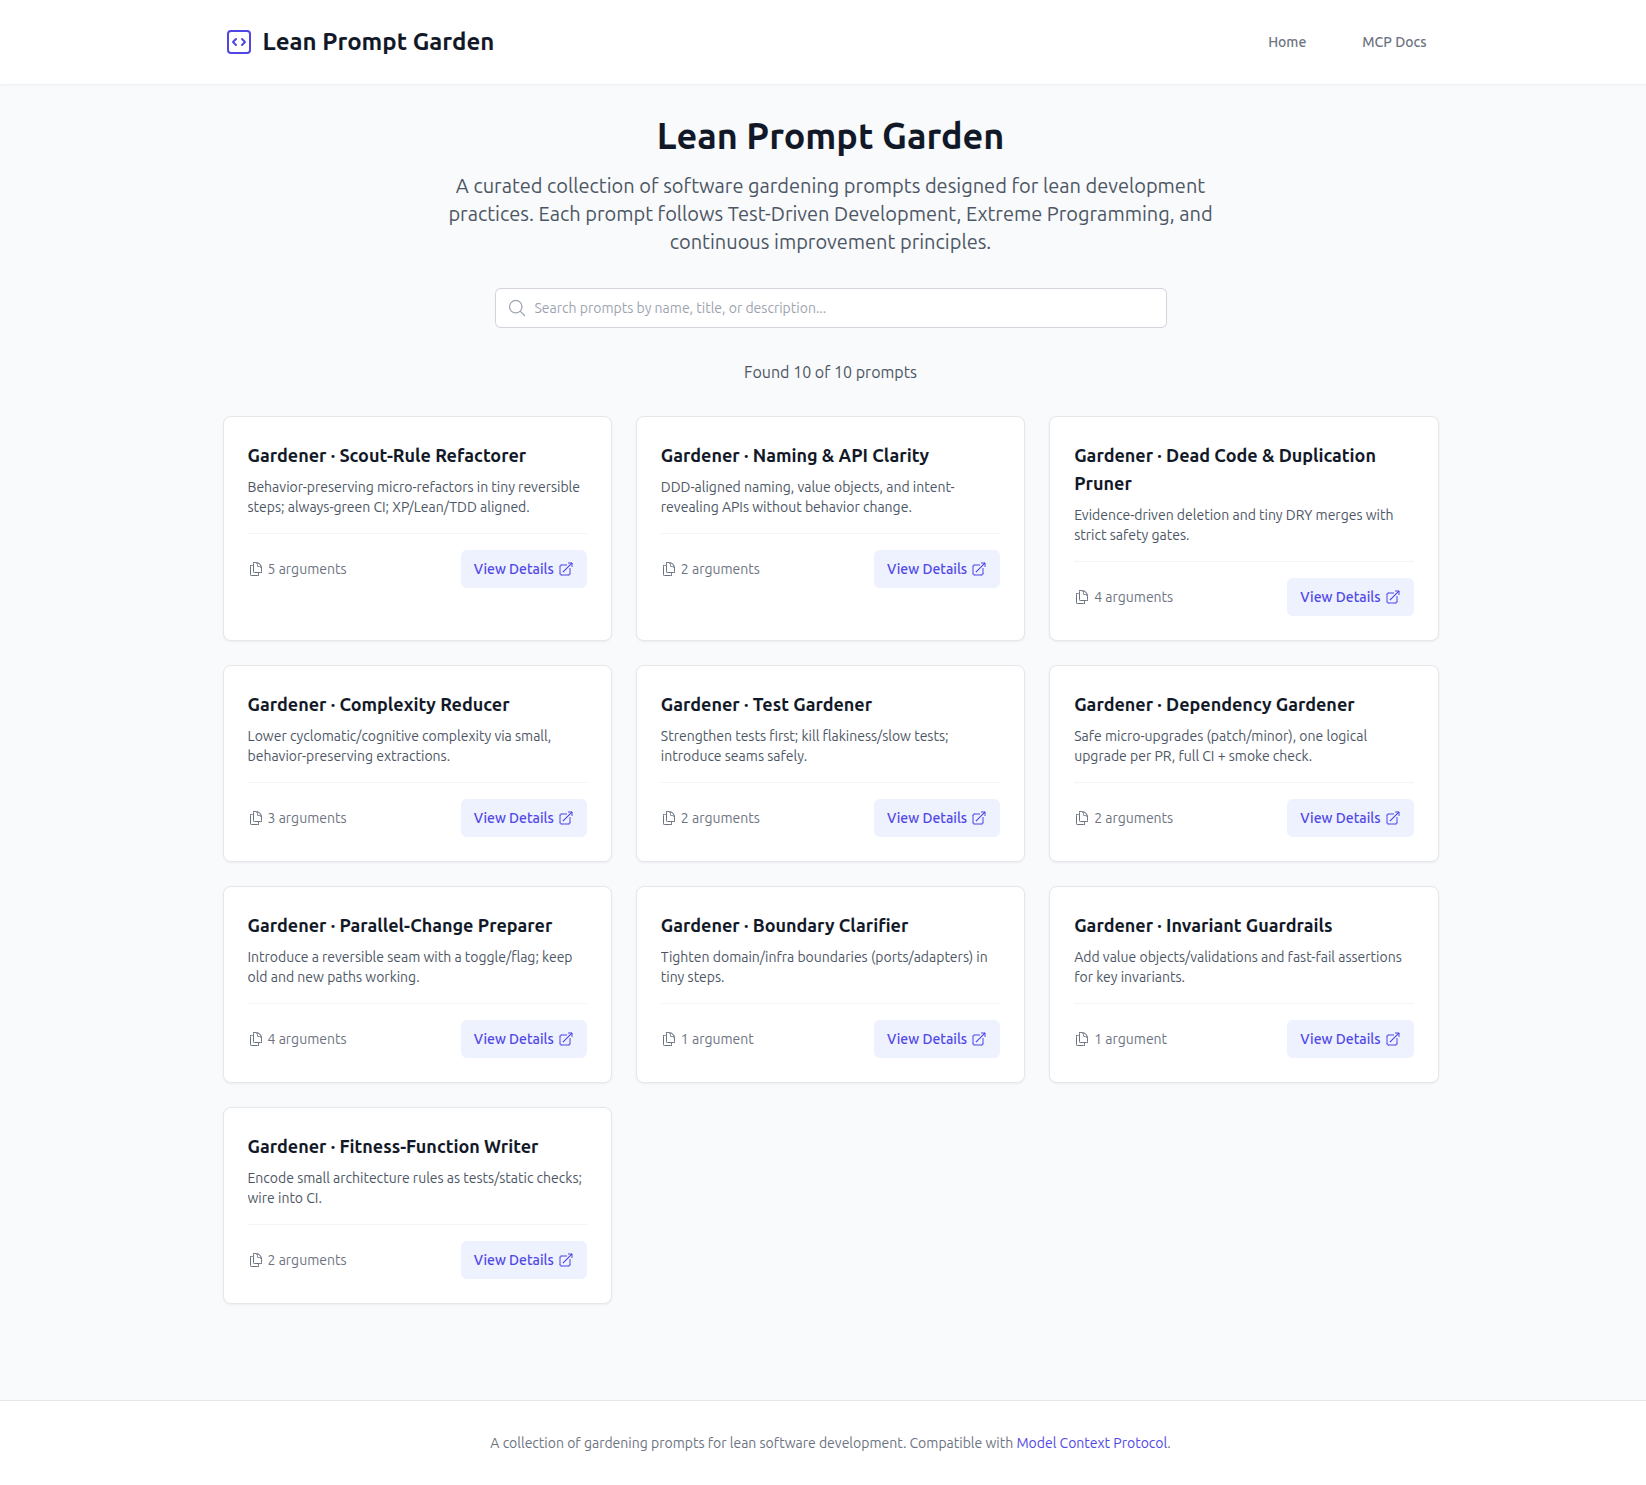 Lean Prompt Garden
Home
MCP Docs
Lean Prompt Garden
A curated collection of software gardening prompts designed for lean development
practices. Each prompt follows Test-Driven Development, Extreme Programming, and
continuous improvement principles.
Search prompts by name, title, or description...
Found 10 of 10 prompts
Gardener · Scout-Rule Refactorer
Behavior-preserving micro-refactors in tiny reversible
steps; always-green CI; XP/Lean/TDD aligned.
5 arguments
View Details
Gardener · Naming & API Clarity
DDD-aligned naming, value objects, and intent-
revealing APIs without behavior change.
2 arguments
View Details
Gardener · Dead Code & Duplication
Pruner
Evidence-driven deletion and tiny DRY merges with
strict safety gates.
4 arguments
View Details
Gardener · Complexity Reducer
Lower cyclomatic/cognitive complexity via small,
behavior-preserving extractions.
3 arguments
View Details
Gardener · Test Gardener
Strengthen tests first; kill flakiness/slow tests;
introduce seams safely.
2 arguments
View Details
Gardener · Dependency Gardener
Safe micro-upgrades (patch/minor), one logical
upgrade per PR, full CI + smoke check.
2 arguments
View Details
Gardener · Parallel-Change Preparer
Introduce a reversible seam with a toggle/flag; keep
old and new paths working.
4 arguments
View Details
Gardener · Boundary Clarifier
Tighten domain/infra boundaries (ports/adapters) in
tiny steps.
1 argument
View Details
Gardener · Invariant Guardrails
Add value objects/validations and fast-fail assertions
for key invariants.
1 argument
View Details
Gardener · Fitness-Function Writer
Encode small architecture rules as tests/static checks;
wire into CI.
2 arguments
View Details
A collection of gardening prompts for lean software development. Compatible with Model Context Protocol.